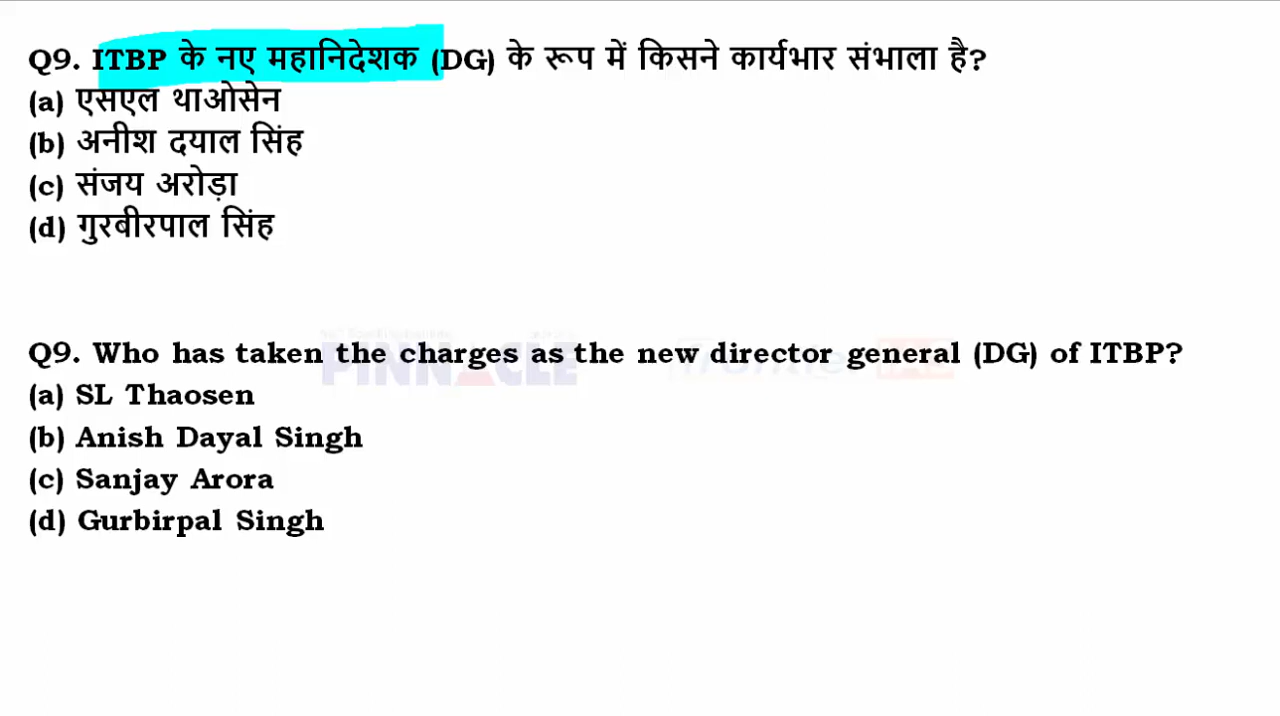 Q9. ITBP के नए महानिदेशक (DG) के रूप में किसने कार्यभार संभाला है?
(a) एसएल थाओसेन
(b) अनीश दयाल सिंह
(c) संजय अरोड़ा
(d) गुरबीरपाल सिंह
PINNACLE
Q9. Who has taken the charges as the new director general (DG) of ITBP?
(a) SL Thaosen
(b) Anish Dayal Singh
(c) Sanjay Arora
(d) Gurbirpal Singh